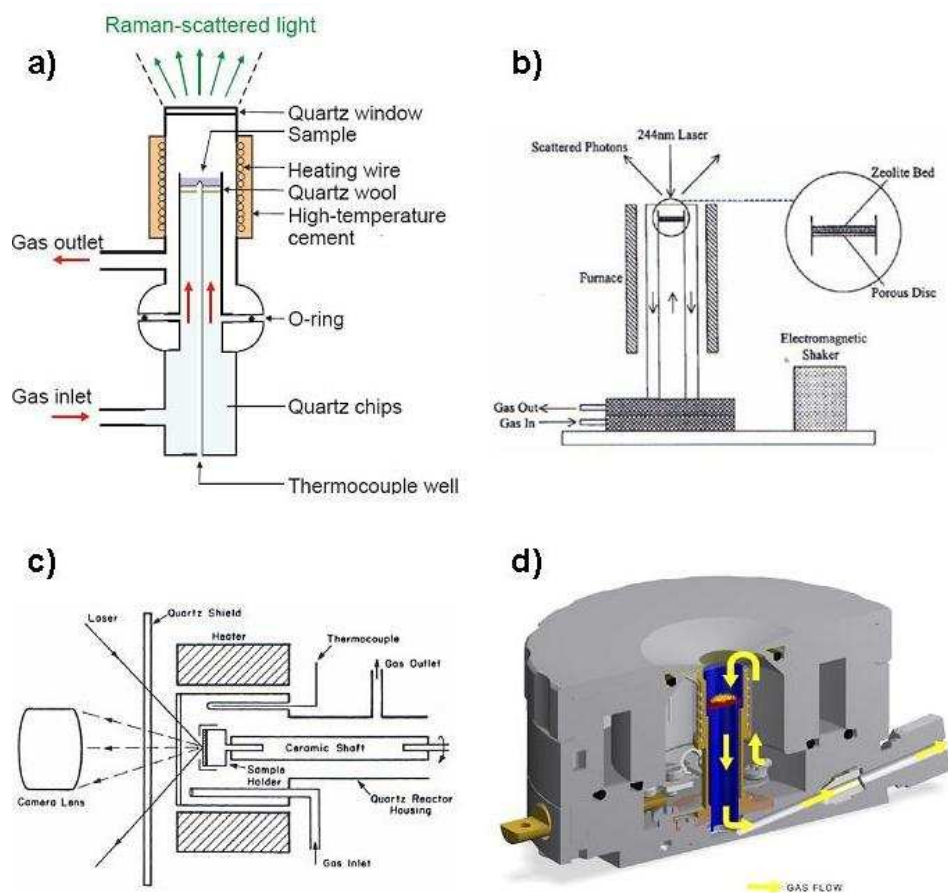 a)
Raman-scattered light
Quartz window
Sample
Heating wire
Quartz wool
High-temperature
cement
Gas outlet
O-ring
Gas inlet
Quartz chips
Thermocouple well
b)
244nm Laser
Scattered Photons
Zeolite Bed
Furnace
Porous Disc
Electromagnetic
Shaker
Gas Out
Gas In
c)
Quartz Shield
Laser
Heater
Thermocouple
Gas Outlet
Ceramic Shaft
Camera Lens
Sample
Holder
Quartz Reactor
Housing
Gas Inlet
d)
GAS FLOW